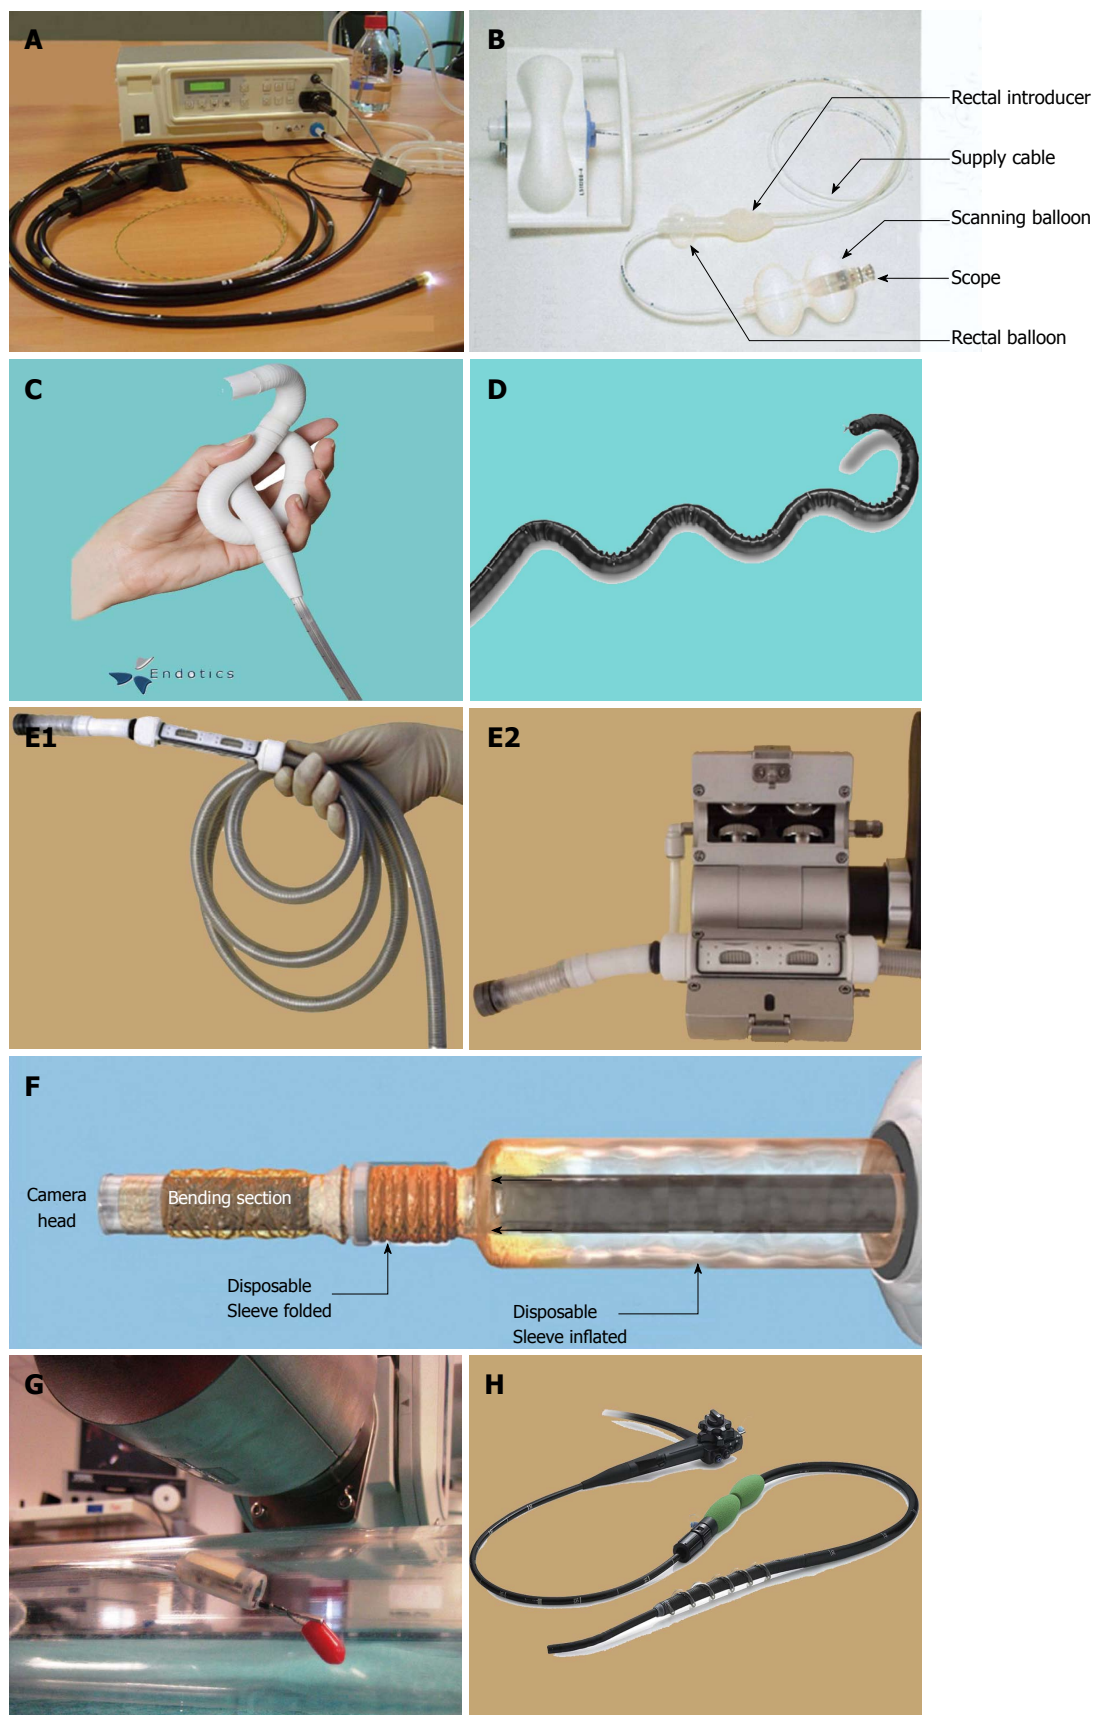 A
B
Rectal introducer
Supply cable
Scanning balloon
Scope
Rectal balloon
C
Endotics
D
E1
E2
F
Camera
head
Bending section
Disposable
Sleeve folded
Disposable
Sleeve inflated
G
H